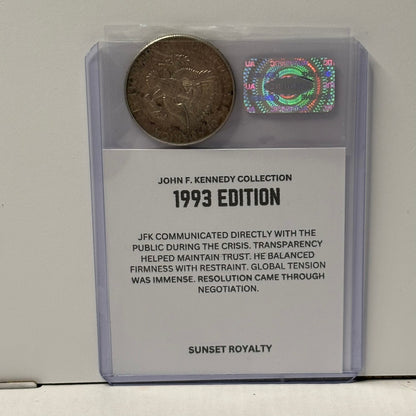 JOHN F. KENNEDY COLLECTION
1993 EDITION
JFK COMMUNICATED DIRECTLY WITH THE
PUBLIC DURING THE CRISIS. TRANSPARENCY
HELPED MAINTAIN TRUST. HE BALANCED
FIRMNESS WITH RESTRAINT. GLOBAL TENSION
WAS IMMENSE. RESOLUTION CAME THROUGH
NEGOTIATION.
SUNSET ROYALTY